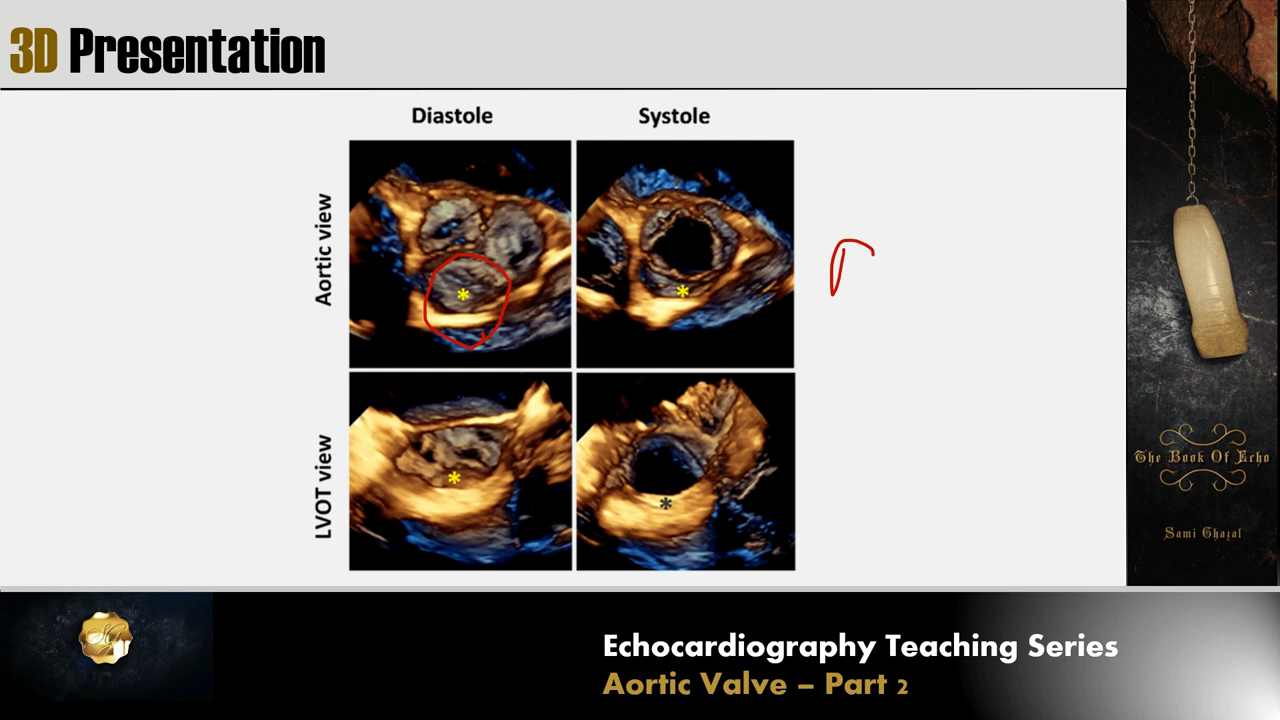 3D Presentation
Diastole
Systole
Aortic view
*
*
LVOT view
*
*
The Book Of Echo
Sami Ghazal
Echocardiography Teaching Series
Aortic Valve – Part 2